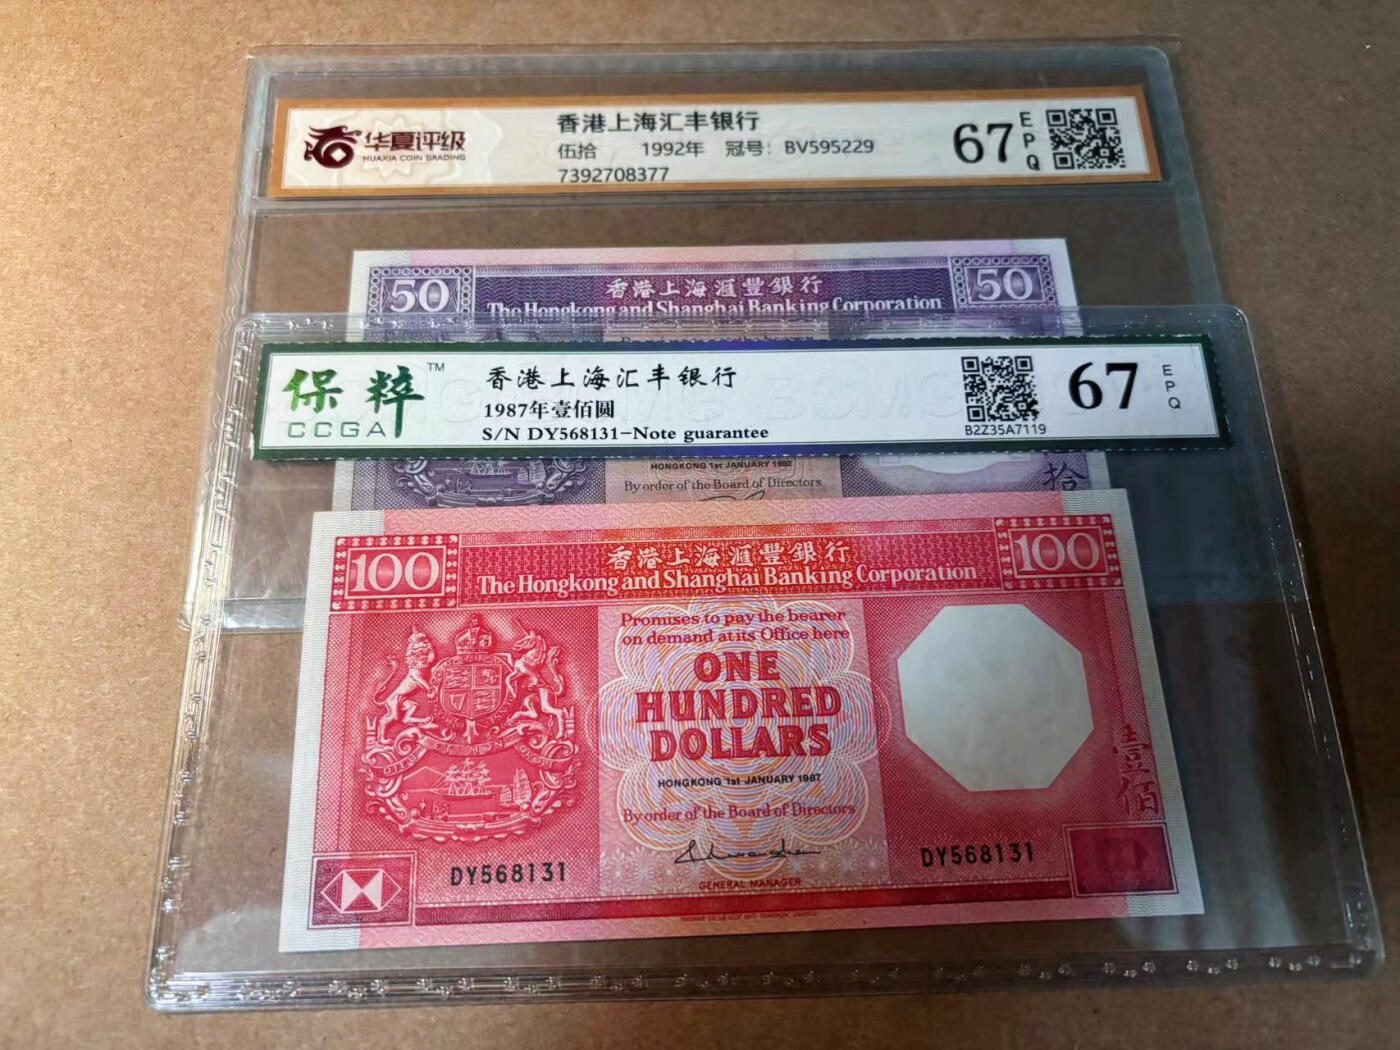 华夏评级
HUAXIA COIN GRADING
香港上海汇丰银行
伍拾 1992年 冠号: BV595229
7392708377
67
EPQ
50
香港上海滙豐銀行
The Hongkong and Shanghai Banking Corporation
50
保粹™
CCGA
香港上海汇丰银行
1987年壹佰圆
S/N DY568131-Note guarantee
B2Z35A7119
67
EPQ
HONGKONG 1st JANUARY 1992
By order of the Board of Directors
拾
100
香港上海滙豐銀行
The Hongkong and Shanghai Banking Corporation
100
Promises to pay the bearer
on demand at its Office here
ONE
HUNDRED
DOLLARS
HONGKONG 1st JANUARY 1987
By order of the Board of Directors
GENERAL MANAGER
壹佰
DY568131
DY568131